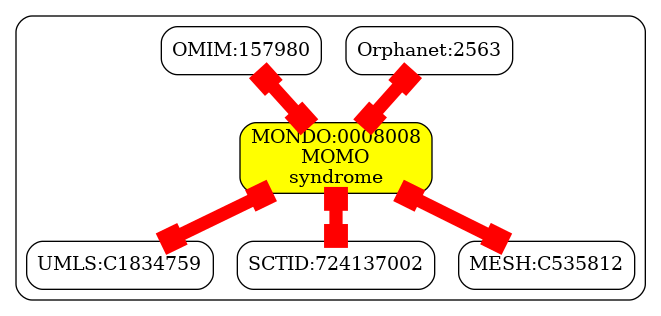 OMIM:157980
Orphanet:2563
MONDO:0008008
MOMO
syndrome
UMLS:C1834759
SCTID:724137002
MESH:C535812